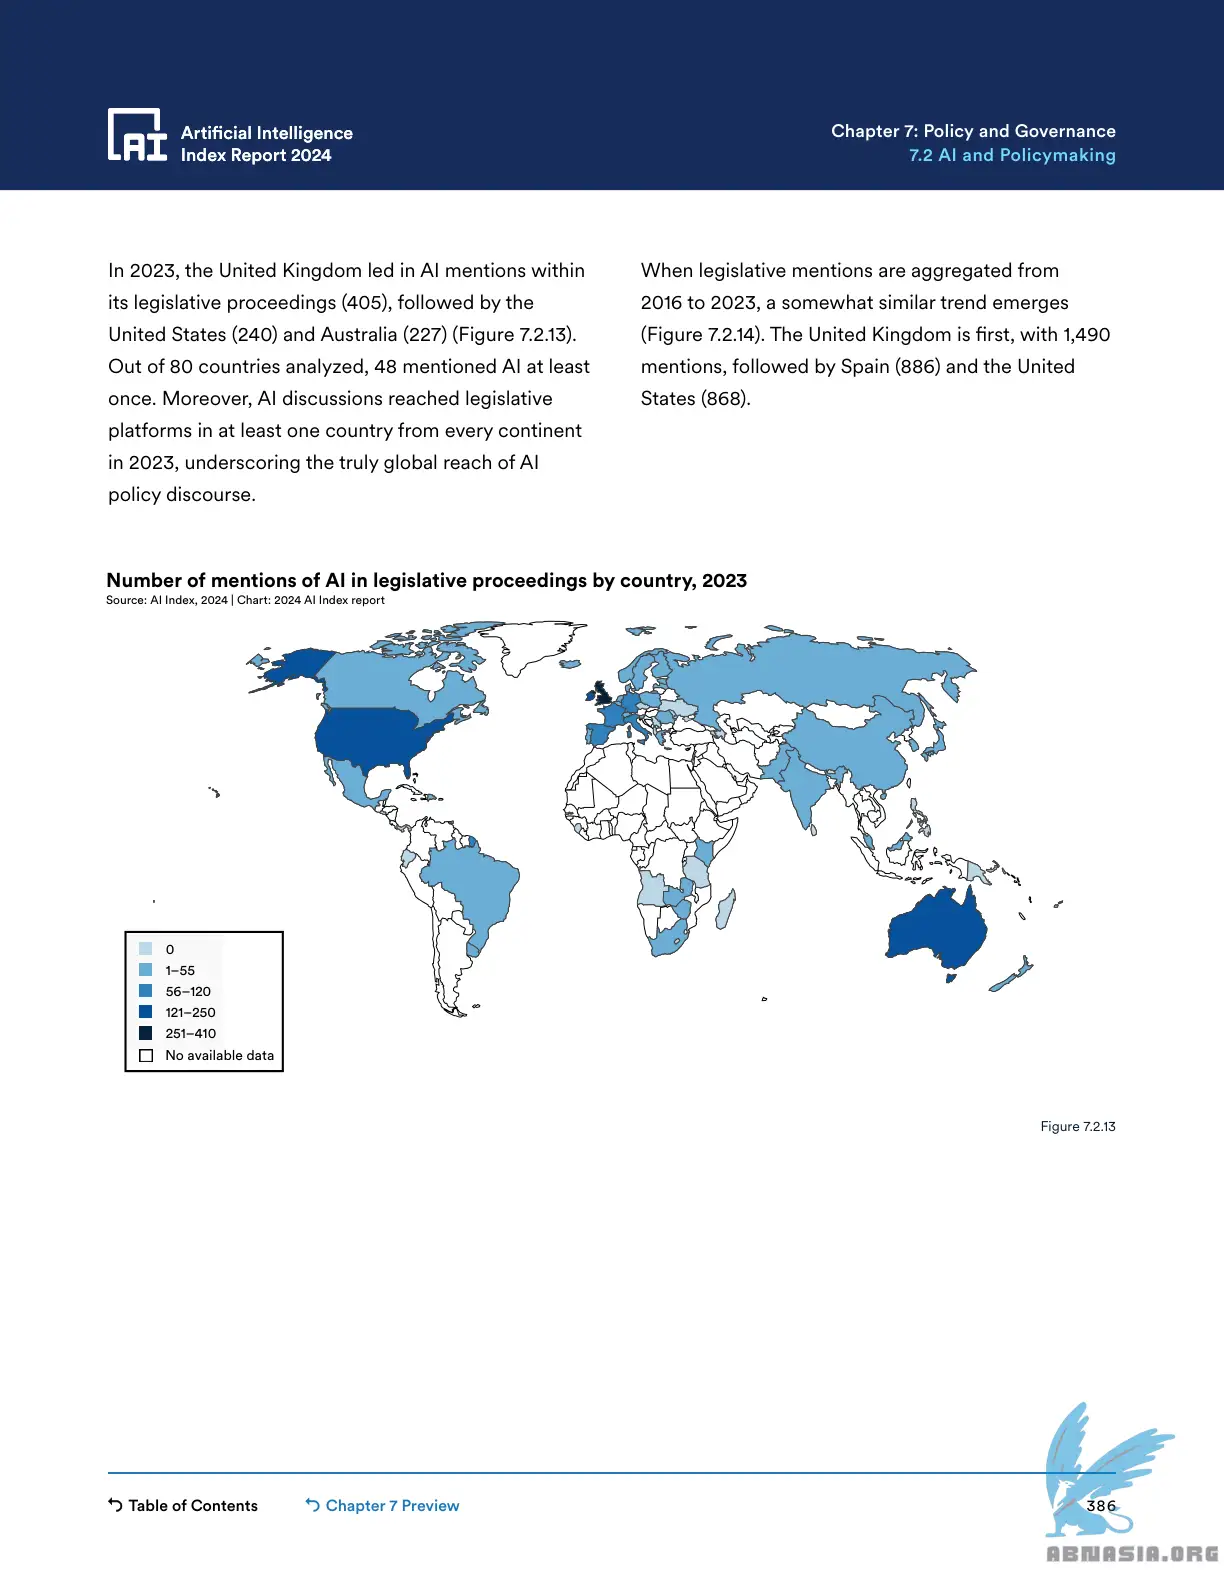 Artificial Intelligence
Index Report 2024
Chapter 7: Policy and Governance
7.2 AI and Policymaking
In 2023, the United Kingdom led in AI mentions within
its legislative proceedings (405), followed by the
United States (240) and Australia (227) (Figure 7.2.13).
Out of 80 countries analyzed, 48 mentioned AI at least
once. Moreover, AI discussions reached legislative
platforms in at least one country from every continent
in 2023, underscoring the truly global reach of AI
policy discourse.
When legislative mentions are aggregated from
2016 to 2023, a somewhat similar trend emerges
(Figure 7.2.14). The United Kingdom is first, with 1,490
mentions, followed by Spain (886) and the United
States (868).
Number of mentions of AI in legislative proceedings by country, 2023
Source: AI Index, 2024 | Chart: 2024 AI Index report
0
1–55
56–120
121–250
251–410
No available data
Figure 7.2.13
Table of Contents
Chapter 7 Preview
386
ABNASIA.ORG